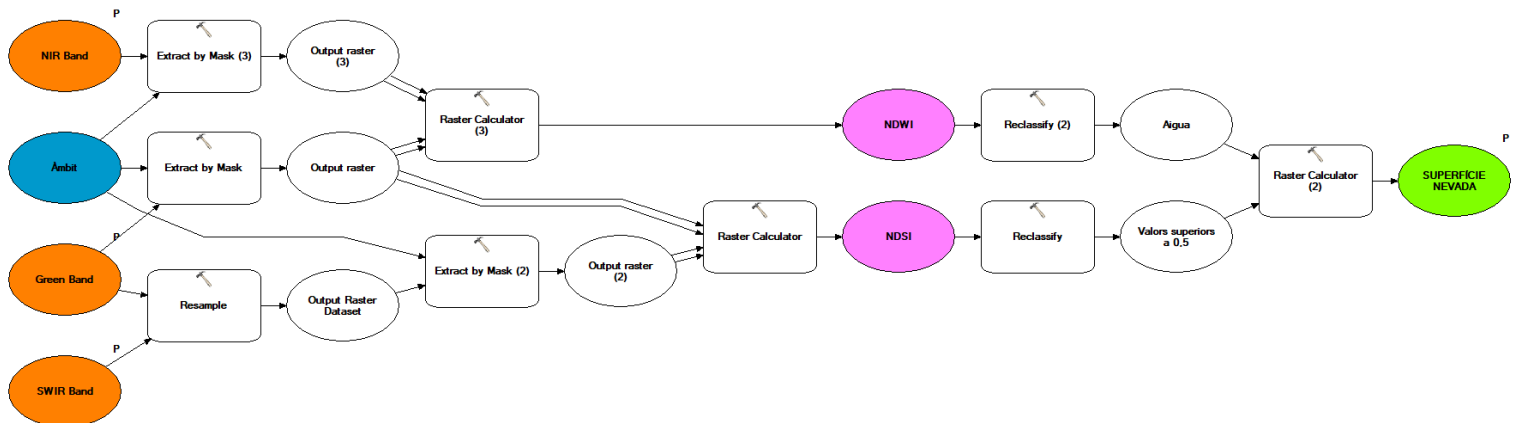 P
NIR Band
Extract by Mask (3)
Output raster
(3)
Raster Calculator
(3)
NDWI
Reclassify (2)
Aigua
P
Raster Calculator
(2)
SUPERFÍCIE
NEVADA
Àmbit
Extract by Mask
Output raster
Raster Calculator
NDSI
Reclassify
Valors superiors
a 0,5
P
Green Band
Resample
Output Raster
Dataset
Extract by Mask (2)
Output raster
(2)
P
SWIR Band